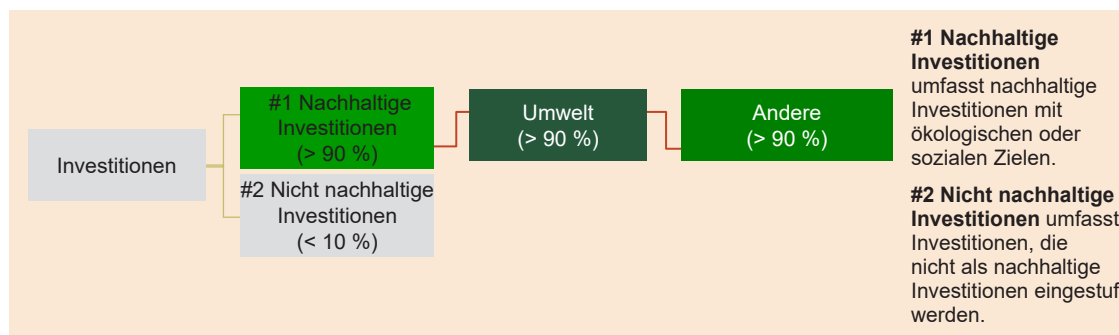 Investitionen
#1 Nachhaltige
Investitionen
(> 90 %)
#2 Nicht nachhaltige
Investitionen
(< 10 %)
Umwelt
(> 90 %)
Andere
(> 90 %)
#1 Nachhaltige
Investitionen
umfasst nachhaltige
Investitionen mit
ökologischen oder
sozialen Zielen.
#2 Nicht nachhaltige
Investitionen umfasst
Investitionen, die
nicht als nachhaltige
Investitionen eingestuf
werden.